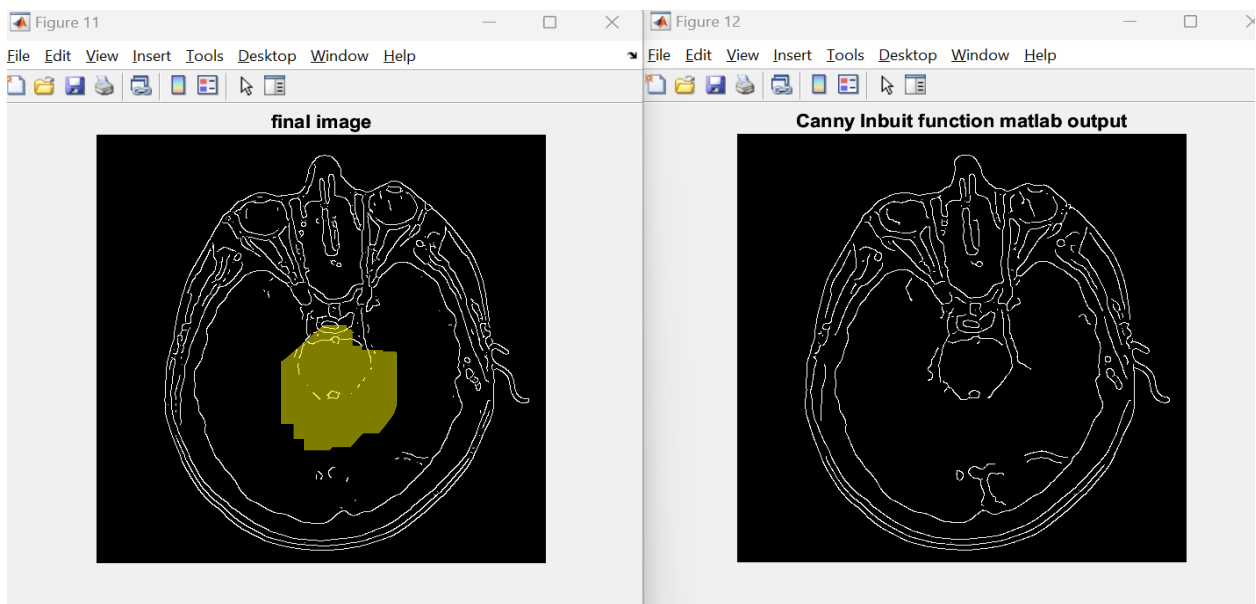 Figure 11
File Edit View Insert Tools Desktop Window Help
final image
Figure 12
File Edit View Insert Tools Desktop Window Help
Canny Inbuit function matlab output